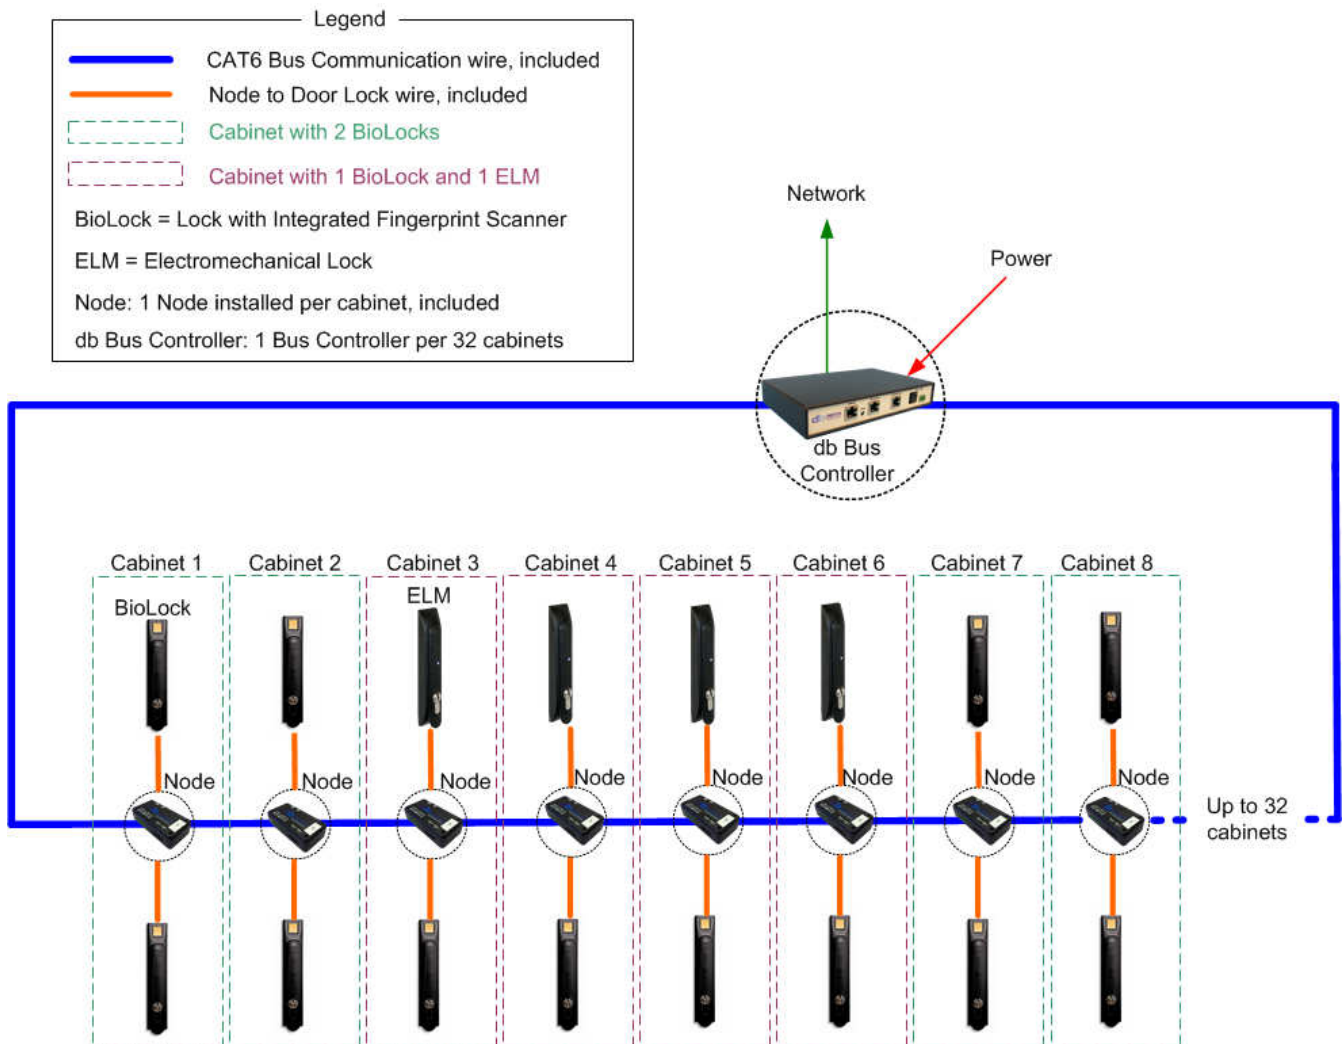 Legend
CAT6 Bus Communication wire, included
Node to Door Lock wire, included
Cabinet with 2 BioLocks
Cabinet with 1 BioLock and 1 ELM
BioLock = Lock with Integrated Fingerprint Scanner
ELM = Electromechanical Lock
Node: 1 Node installed per cabinet, included
db Bus Controller: 1 Bus Controller per 32 cabinets
Network
Power
db Bus
Controller
Cabinet 1
Cabinet 2
Cabinet 3
Cabinet 4
Cabinet 5
Cabinet 6
Cabinet 7
Cabinet 8
BioLock
ELM
Node
Node
Node
Node
Node
Node
Node
Node
Up to 32
cabinets